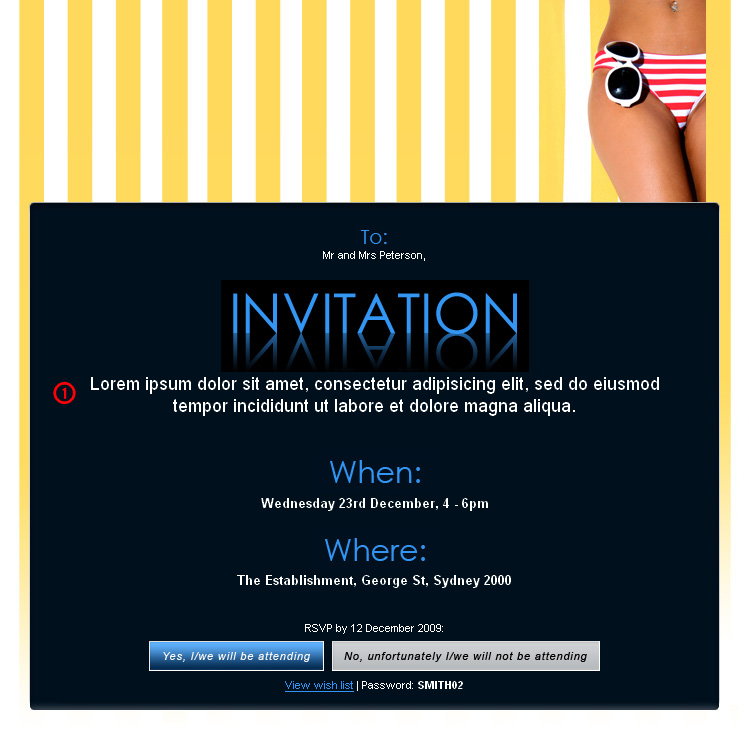 To:
Mr and Mrs Peterson,
INVITATION
1
Lorem ipsum dolor sit amet, consectetur adipisicing elit, sed do eiusmod
tempor incididunt ut labore et dolore magna aliqua.
When:
Wednesday 23rd December, 4 - 6pm
Where:
The Establishment, George St, Sydney 2000
RSVP by 12 December 2009:
Yes, I/we will be attending No, unfortunately I/we will not be attending
View wish list | Password: SMITH02